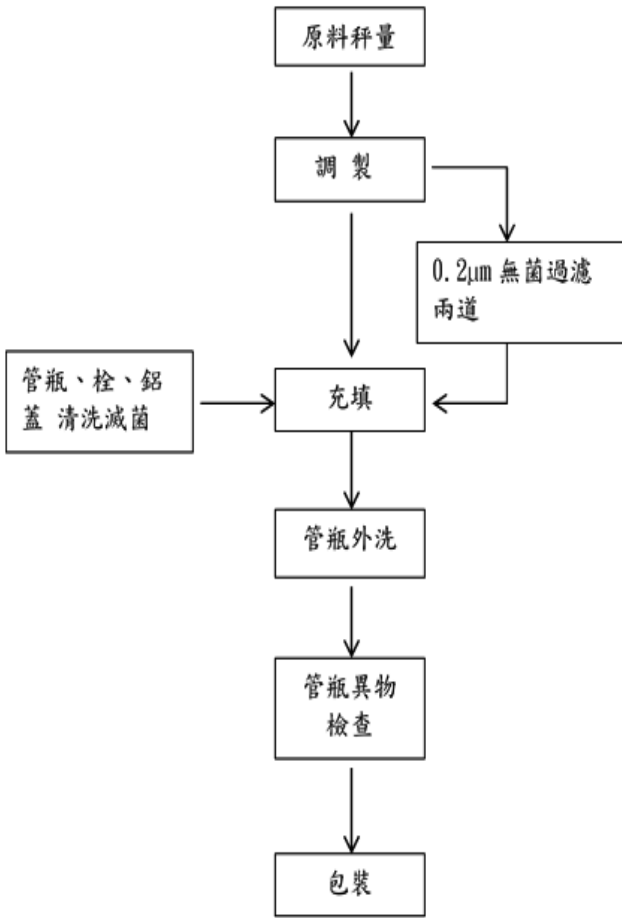 原料秤量
調 製
0.2μm 無菌過濾
兩道
管瓶、栓、鋁
蓋 清洗滅菌
充填
管瓶外洗
管瓶異物
檢查
包裝